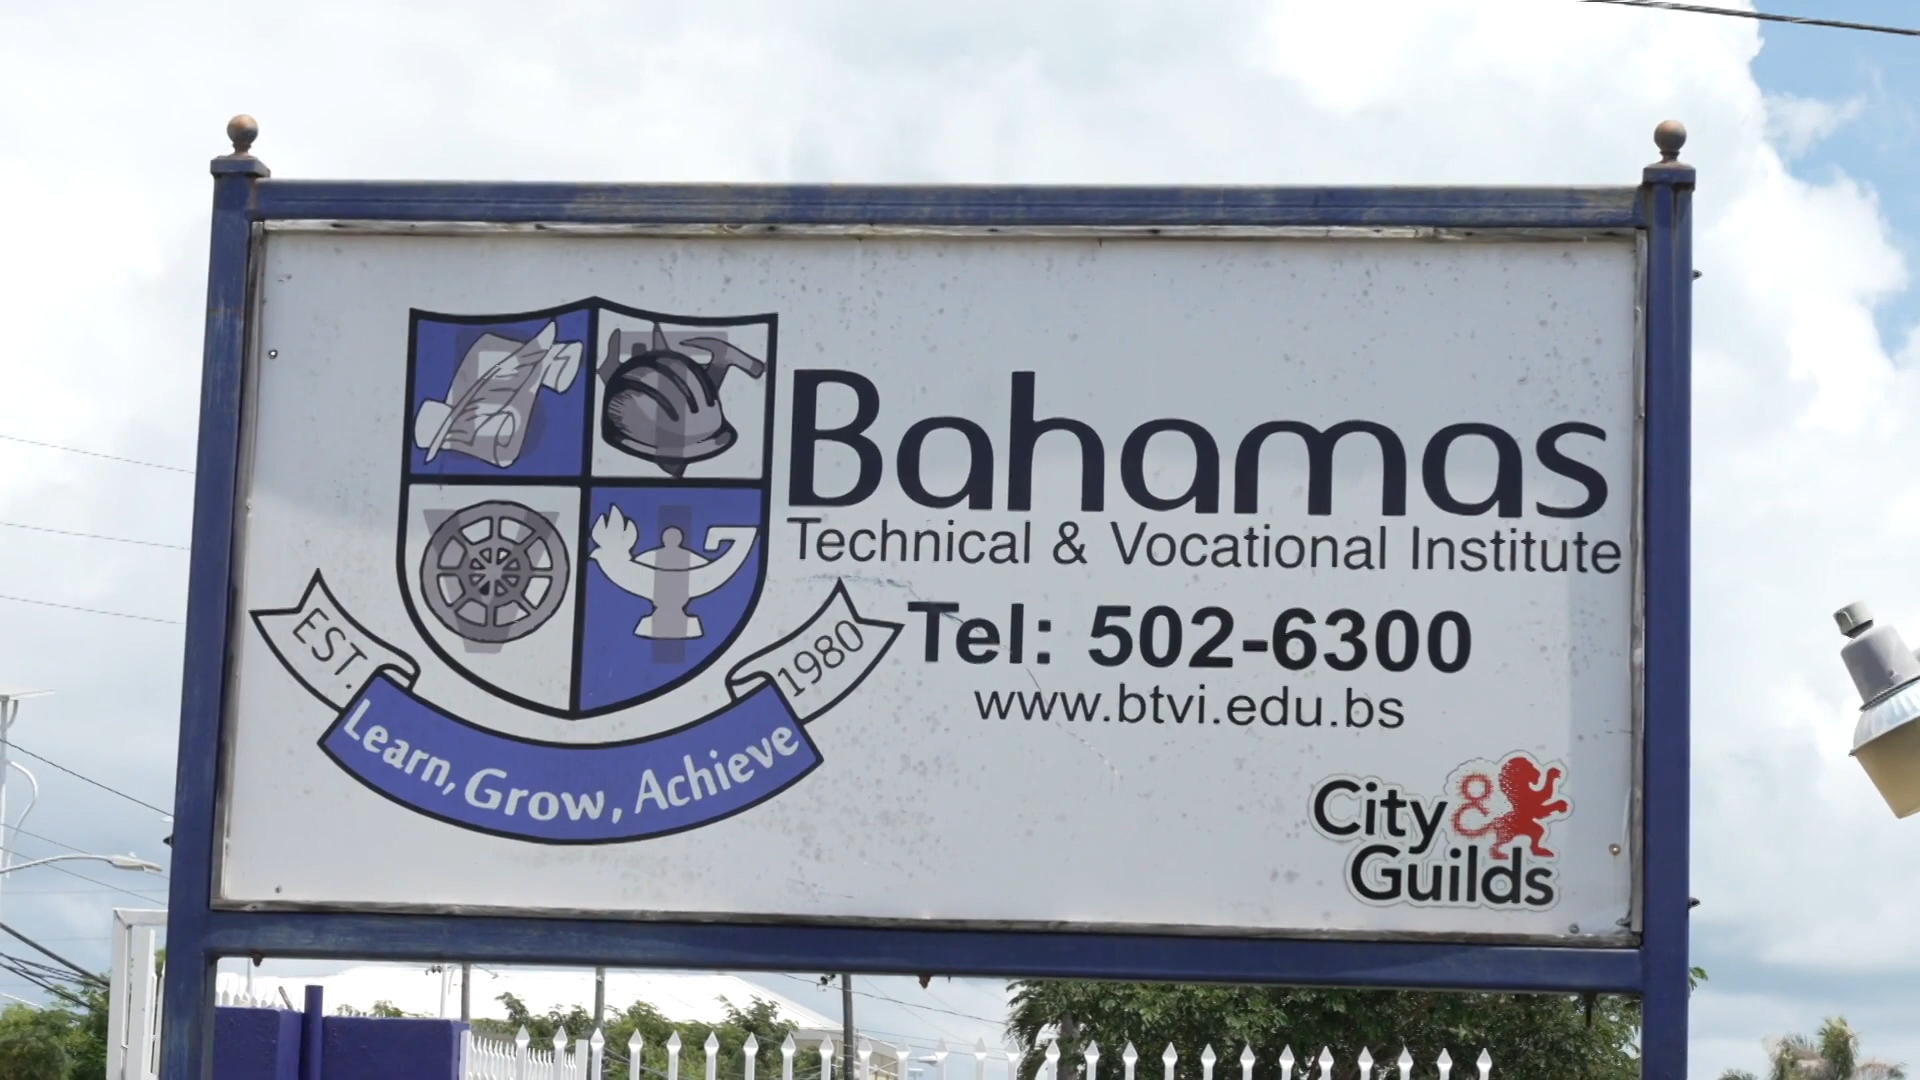 Bahamas
Technical & Vocational Institute
Tel: 502-6300
www.btvi.edu.bs
EST. 1980
Learn, Grow, Achieve
City &
Guilds